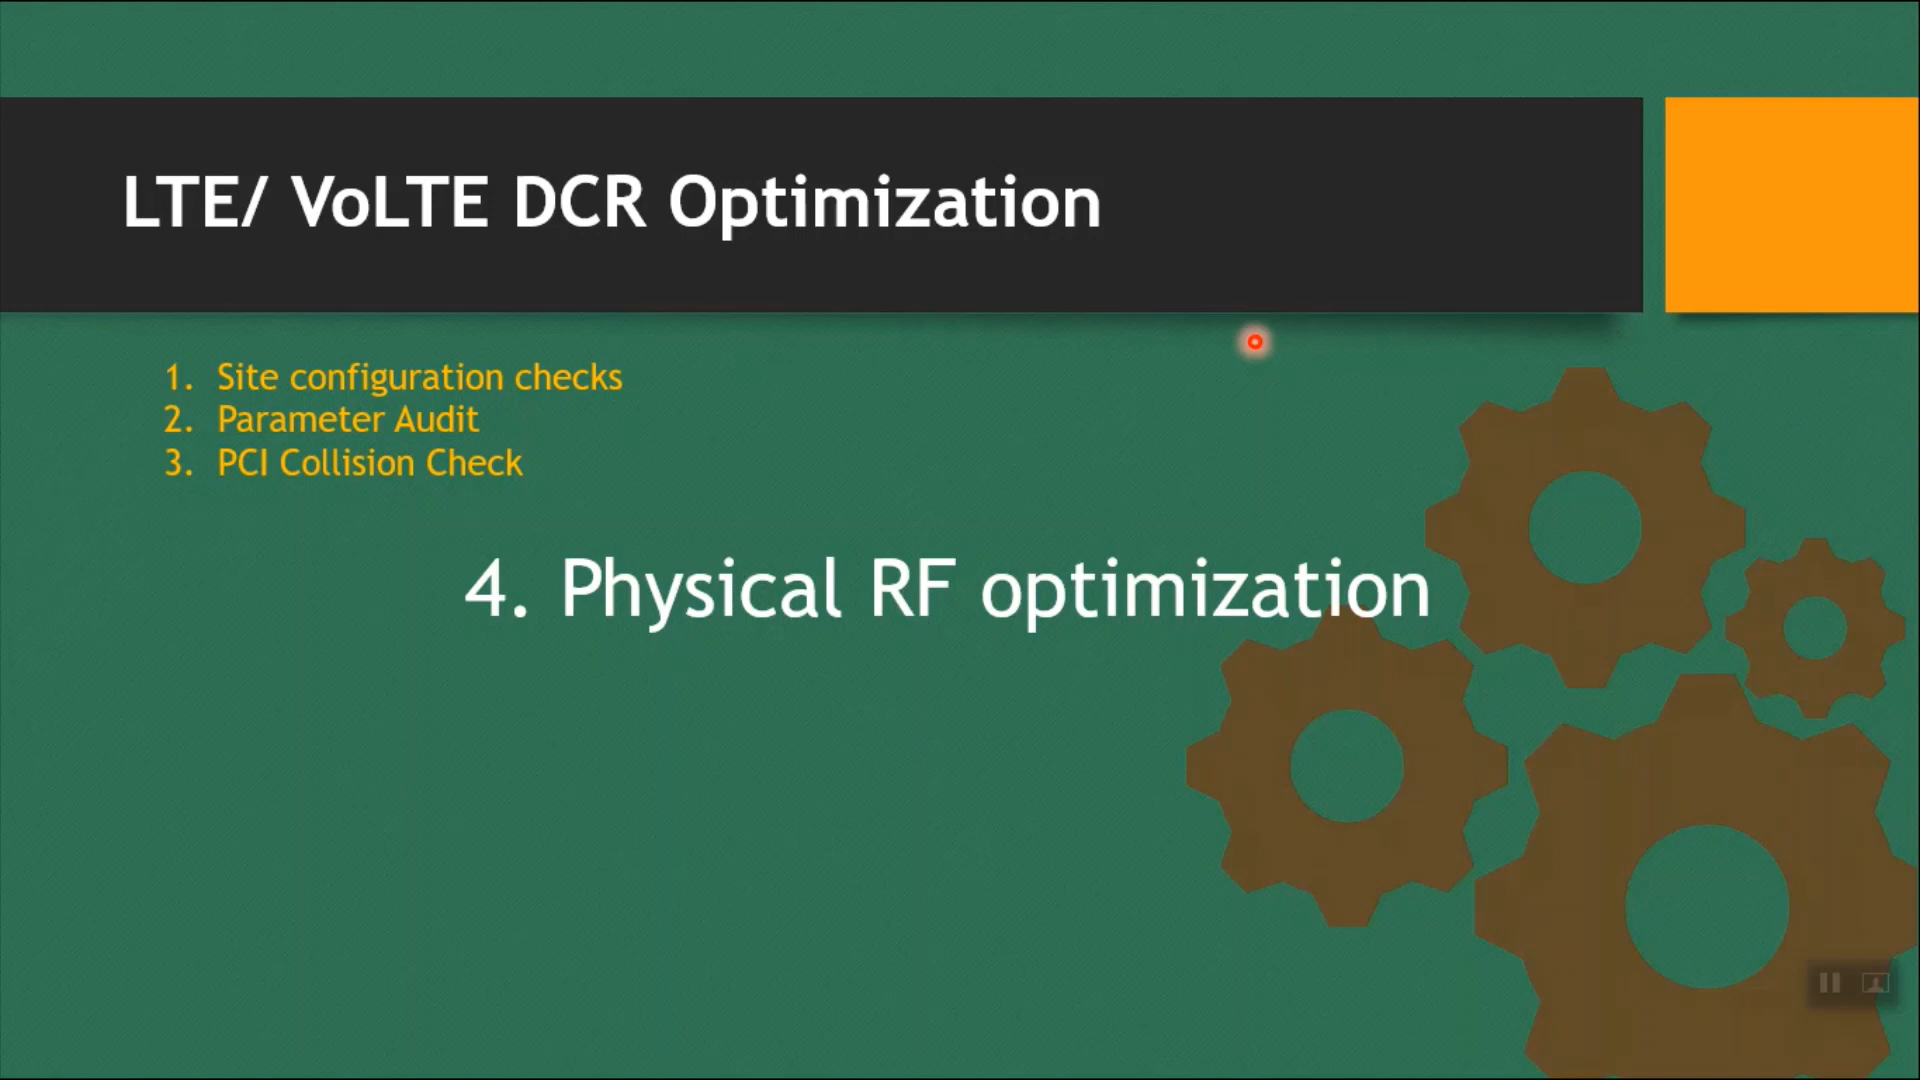 LTE/ VoLTE DCR Optimization
1. Site configuration checks
2. Parameter Audit
3. PCI Collision Check
4. Physical RF optimization